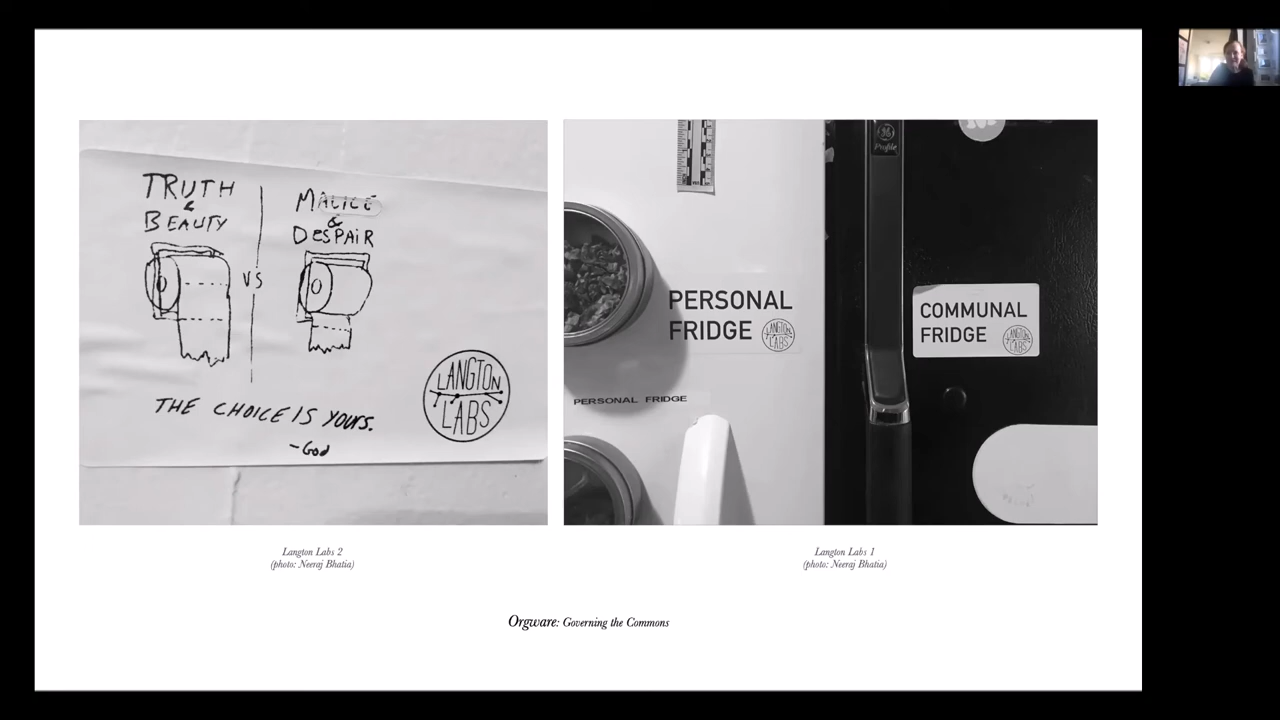 TRUTH
&
BEAUTY
VS
MALICE
&
DESPAIR
THE CHOICE IS YOURS.
-God
LANGTON
LABS
Profile
PERSONAL
FRIDGE
LANGTON
LABS
PERSONAL FRIDGE
COMMUNAL
FRIDGE
LANGTON
LABS
Langton Labs 2
(photo: Neeraj Bhatia)
Langton Labs 1
(photo: Neeraj Bhatia)
Orgware: Governing the Commons